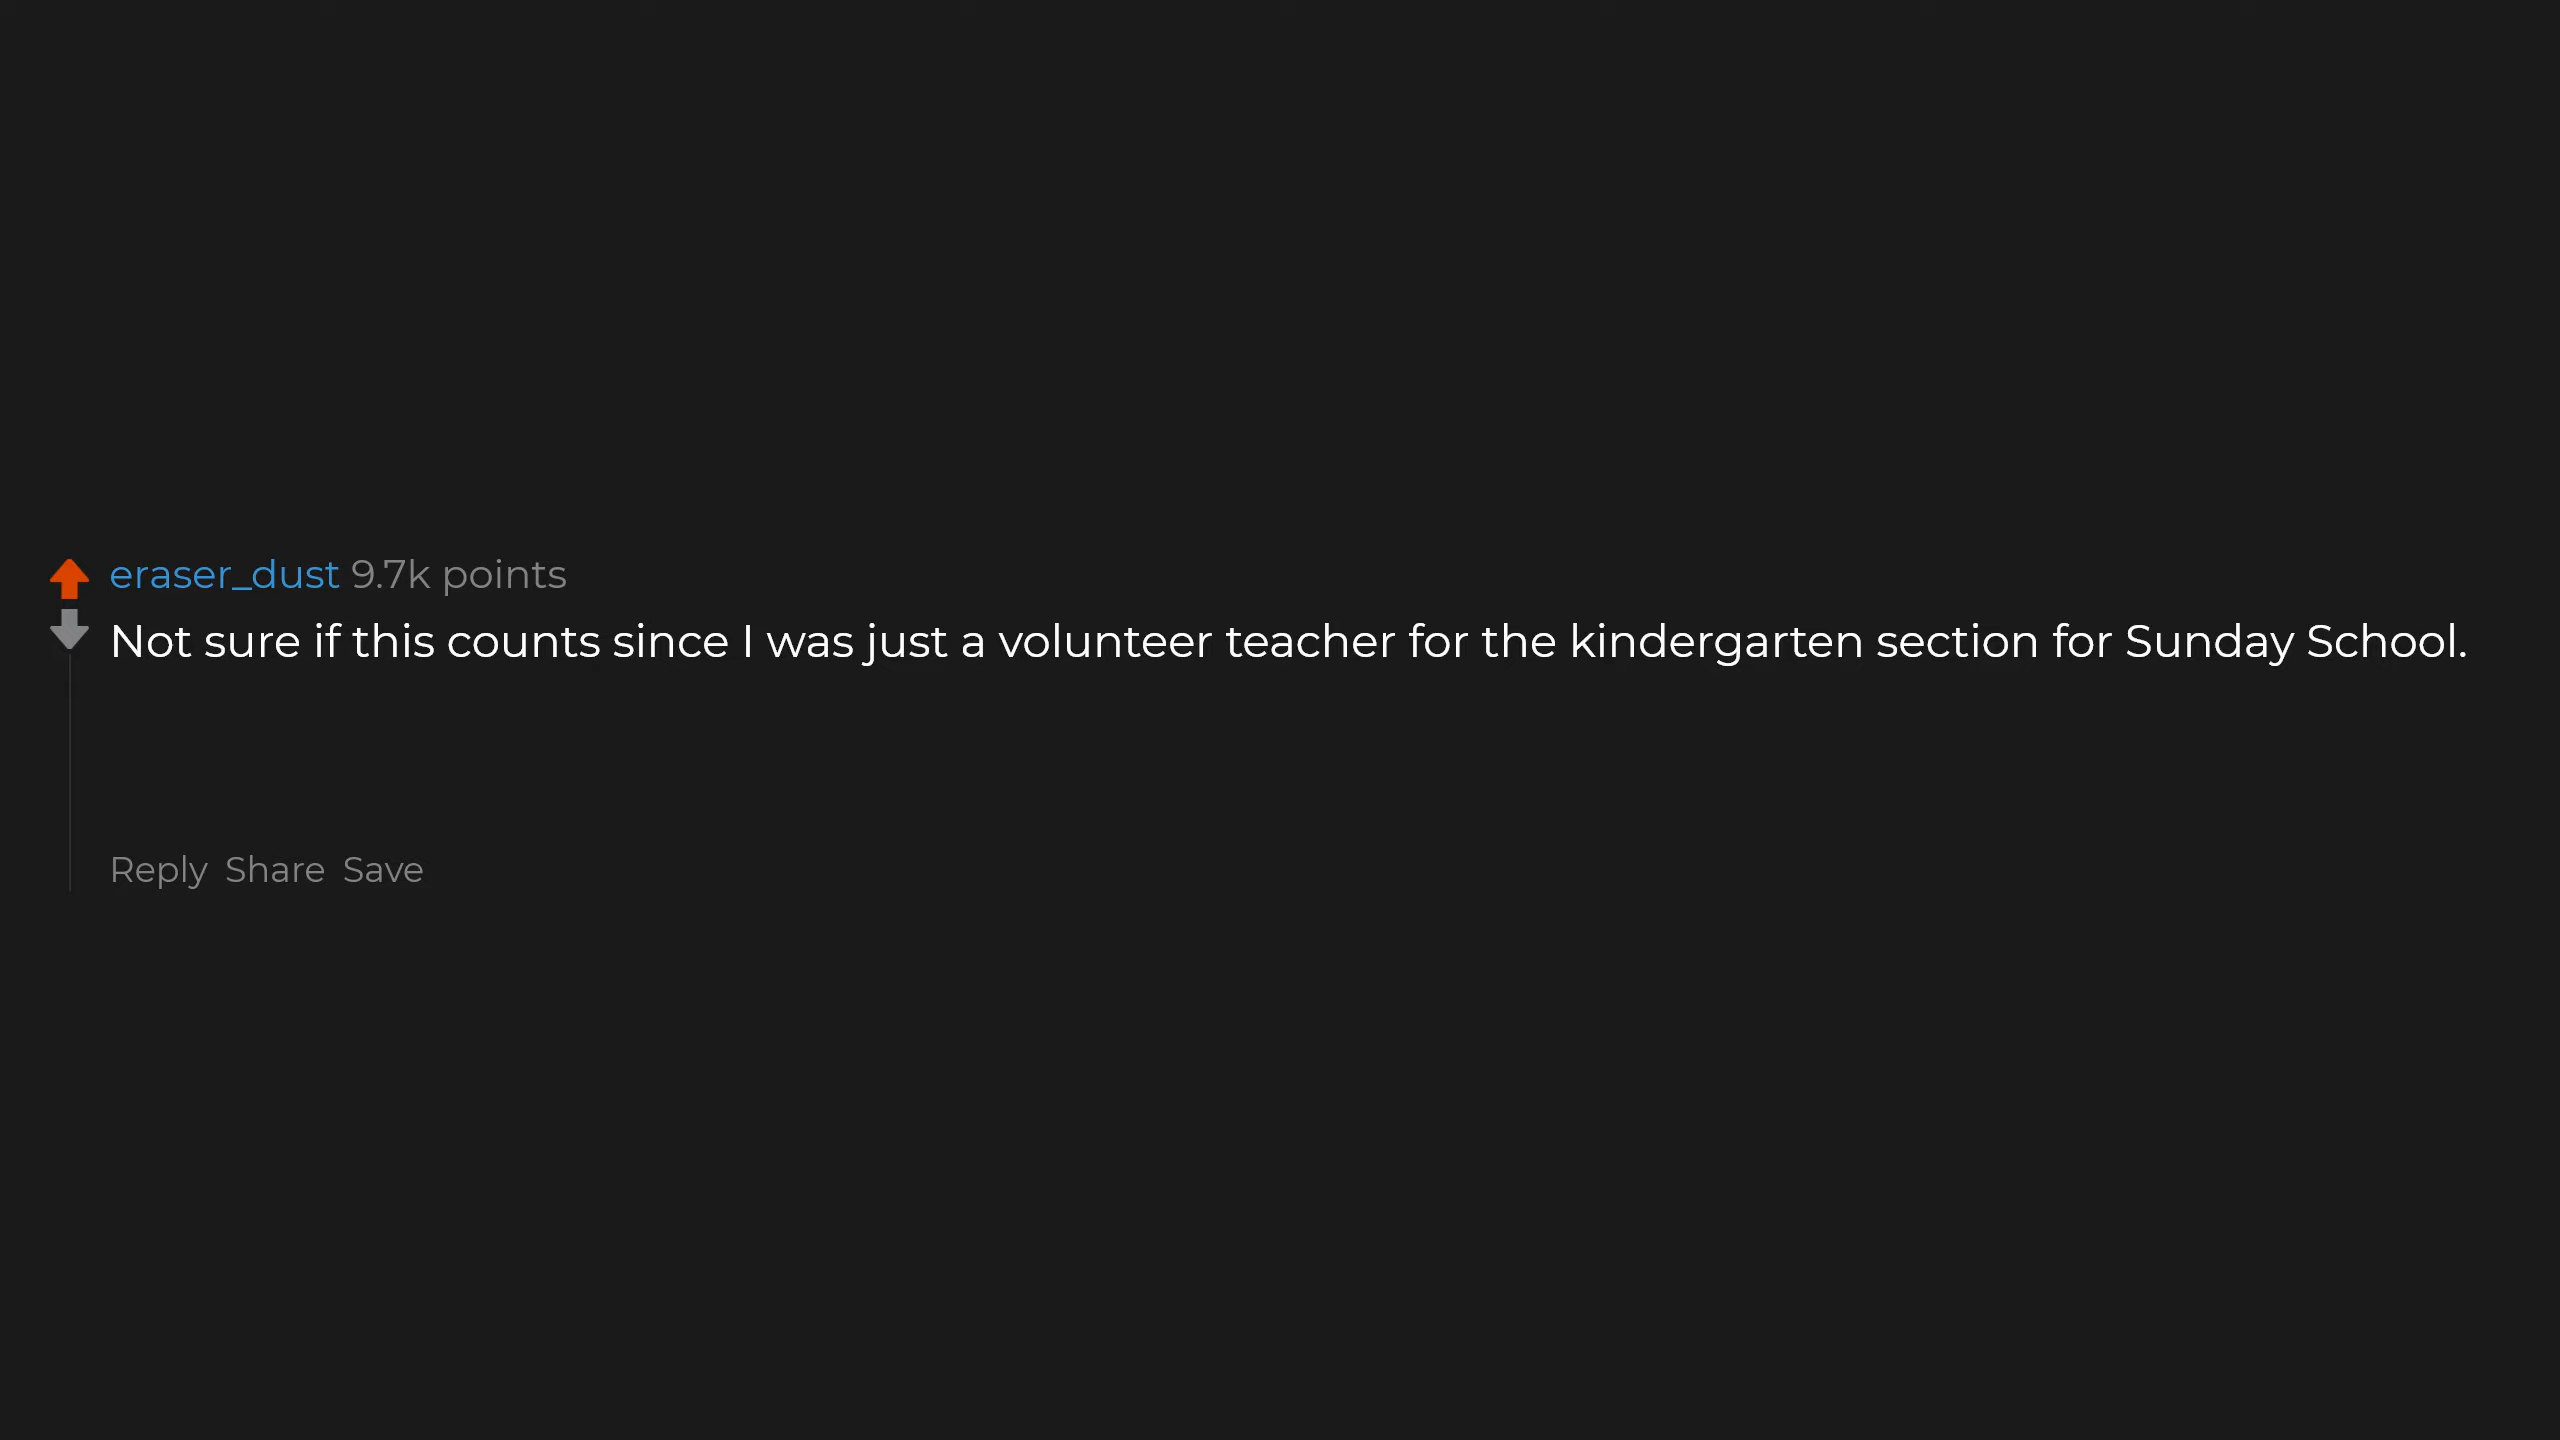 eraser_dust 9.7k points
Not sure if this counts since I was just a volunteer teacher for the kindergarten section for Sunday School.
Reply Share Save